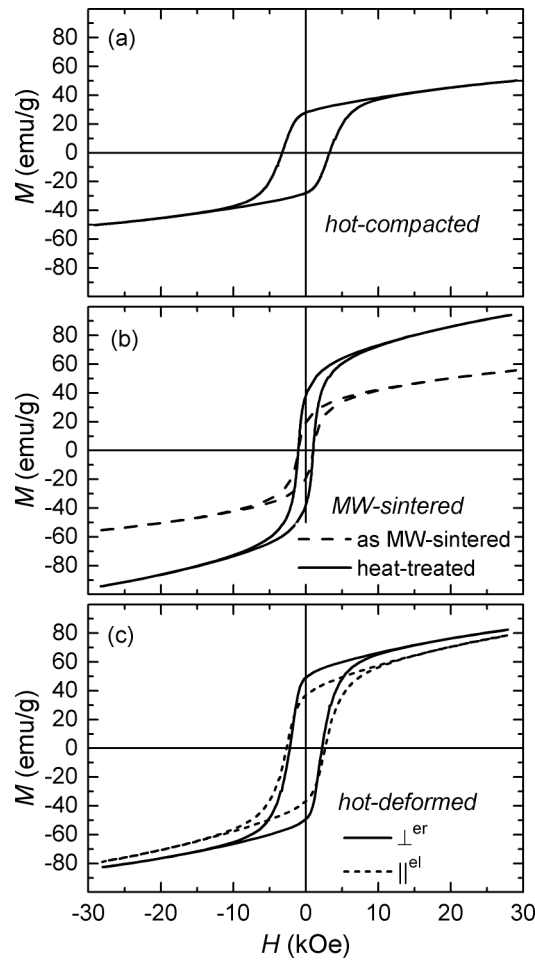 (a)
80
60
40
20
0
-20
-40
-60
-80
M (emu/g)
hot-compacted
(b)
80
60
40
20
0
-20
-40
-60
-80
M (emu/g)
MW-sintered
as MW-sintered
heat-treated
(c)
80
60
40
20
0
-20
-40
-60
-80
M (emu/g)
hot-deformed
⊥er
||el
-30 -20 -10 0 10 20 30
H (kOe)